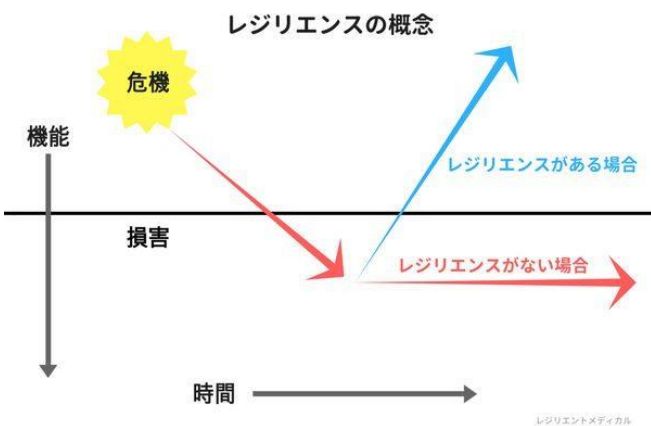 レジリエンスの概念
危機
機能
レジリエンスがある場合
損害
レジリエンスがない場合
時間
レジリエントメディカル